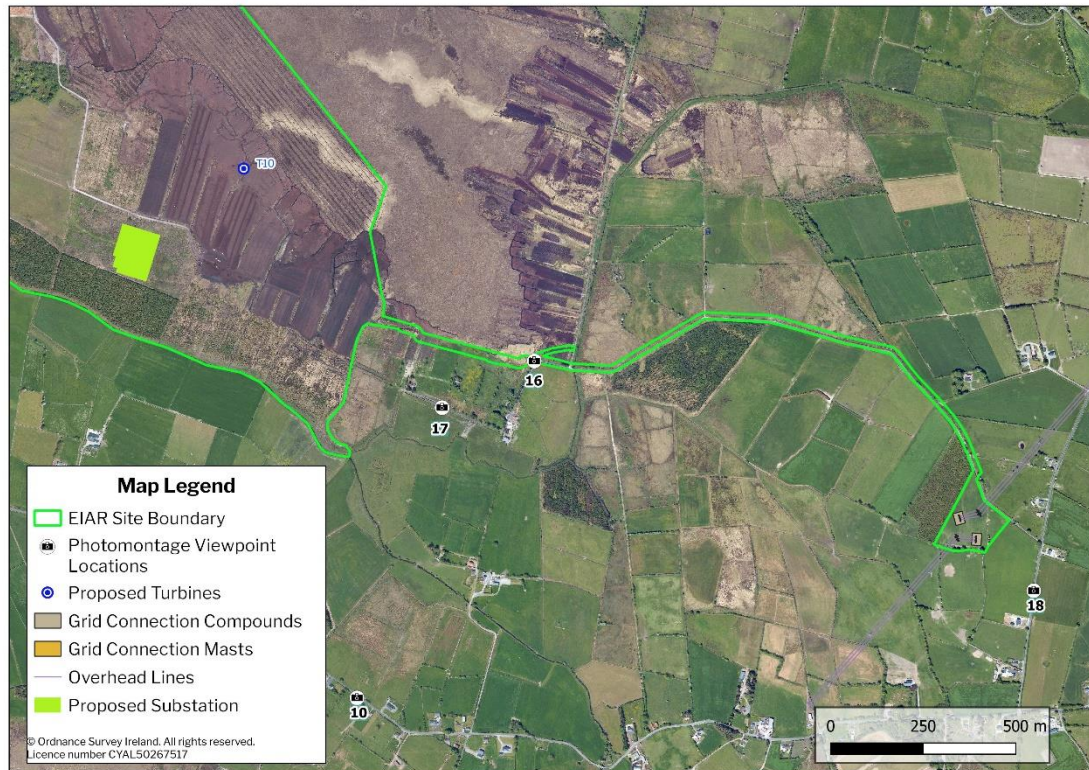 T10
16
17
18
10
Map Legend
EIAR Site Boundary
Photomontage Viewpoint
Locations
Proposed Turbines
Grid Connection Compounds
Grid Connection Masts
Overhead Lines
Proposed Substation
© Ordnance Survey Ireland. All rights reserved.
Licence number CYAL50267517
0 250 500 m